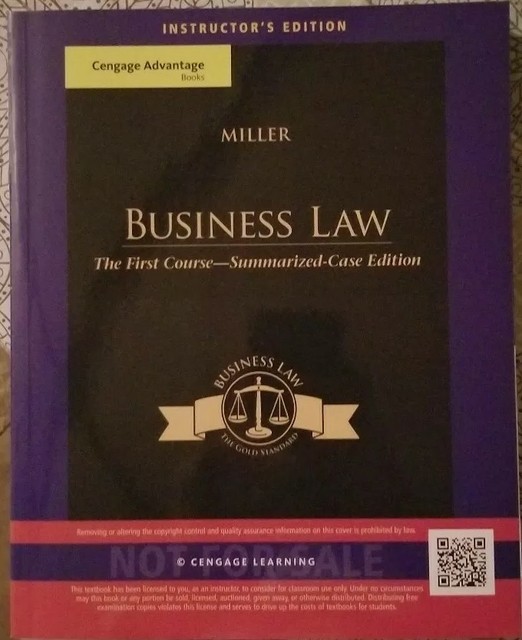 INSTRUCTOR'S EDITION
Cengage Advantage
Books
MILLER
BUSINESS LAW
The First Course—Summarized-Case Edition
BUSINESS LAW
THE GOLD STANDARD
Removing or altering the copyright control and quality assurance information on this cover is prohibited by law.
NOT FOR SALE
© CENGAGE LEARNING
This textbook has been licensed to you, as an instructor, to consider for classroom use only. Under no circumstances
may this book or any portion be sold, licensed, auctioned, given away, or otherwise distributed. Distributing free
examination copies violates this license and serves to drive up the costs of textbooks for students.